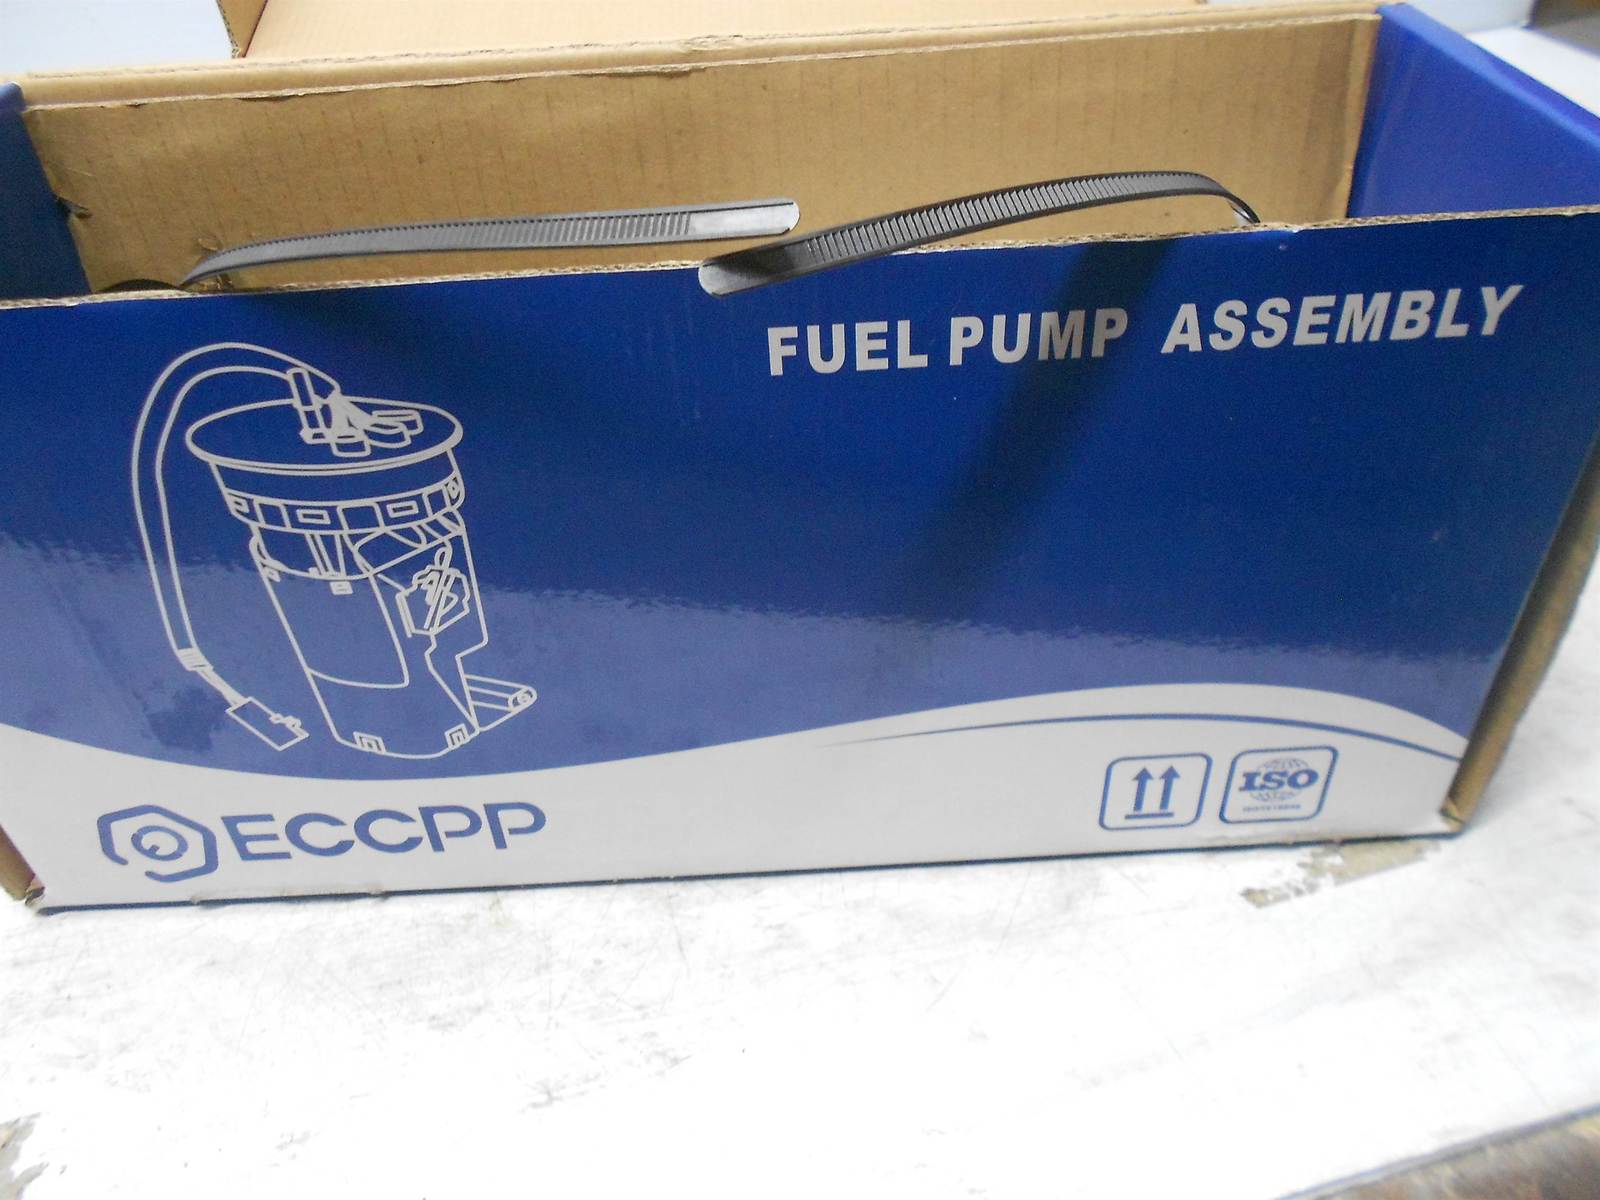 FUEL PUMP ASSEMBLY
ECCPP
ISO